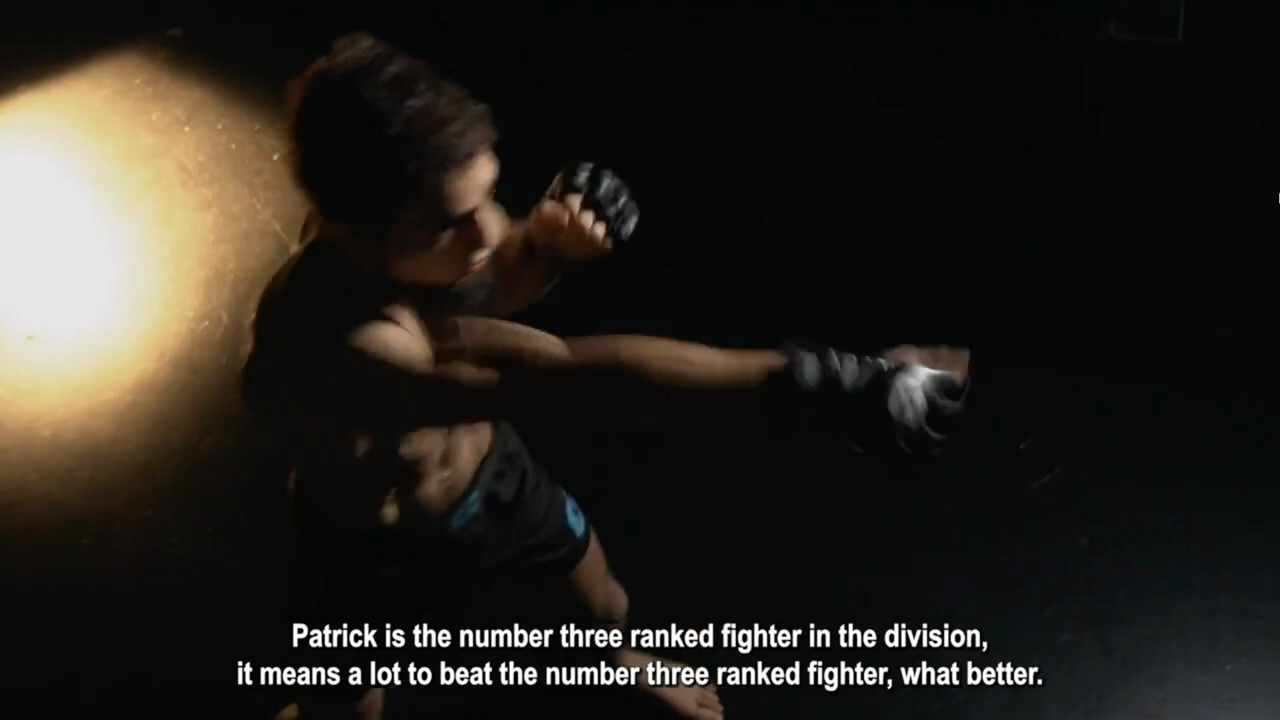 Patrick is the number three ranked fighter in the division,
it means a lot to beat the number three ranked fighter, what better.